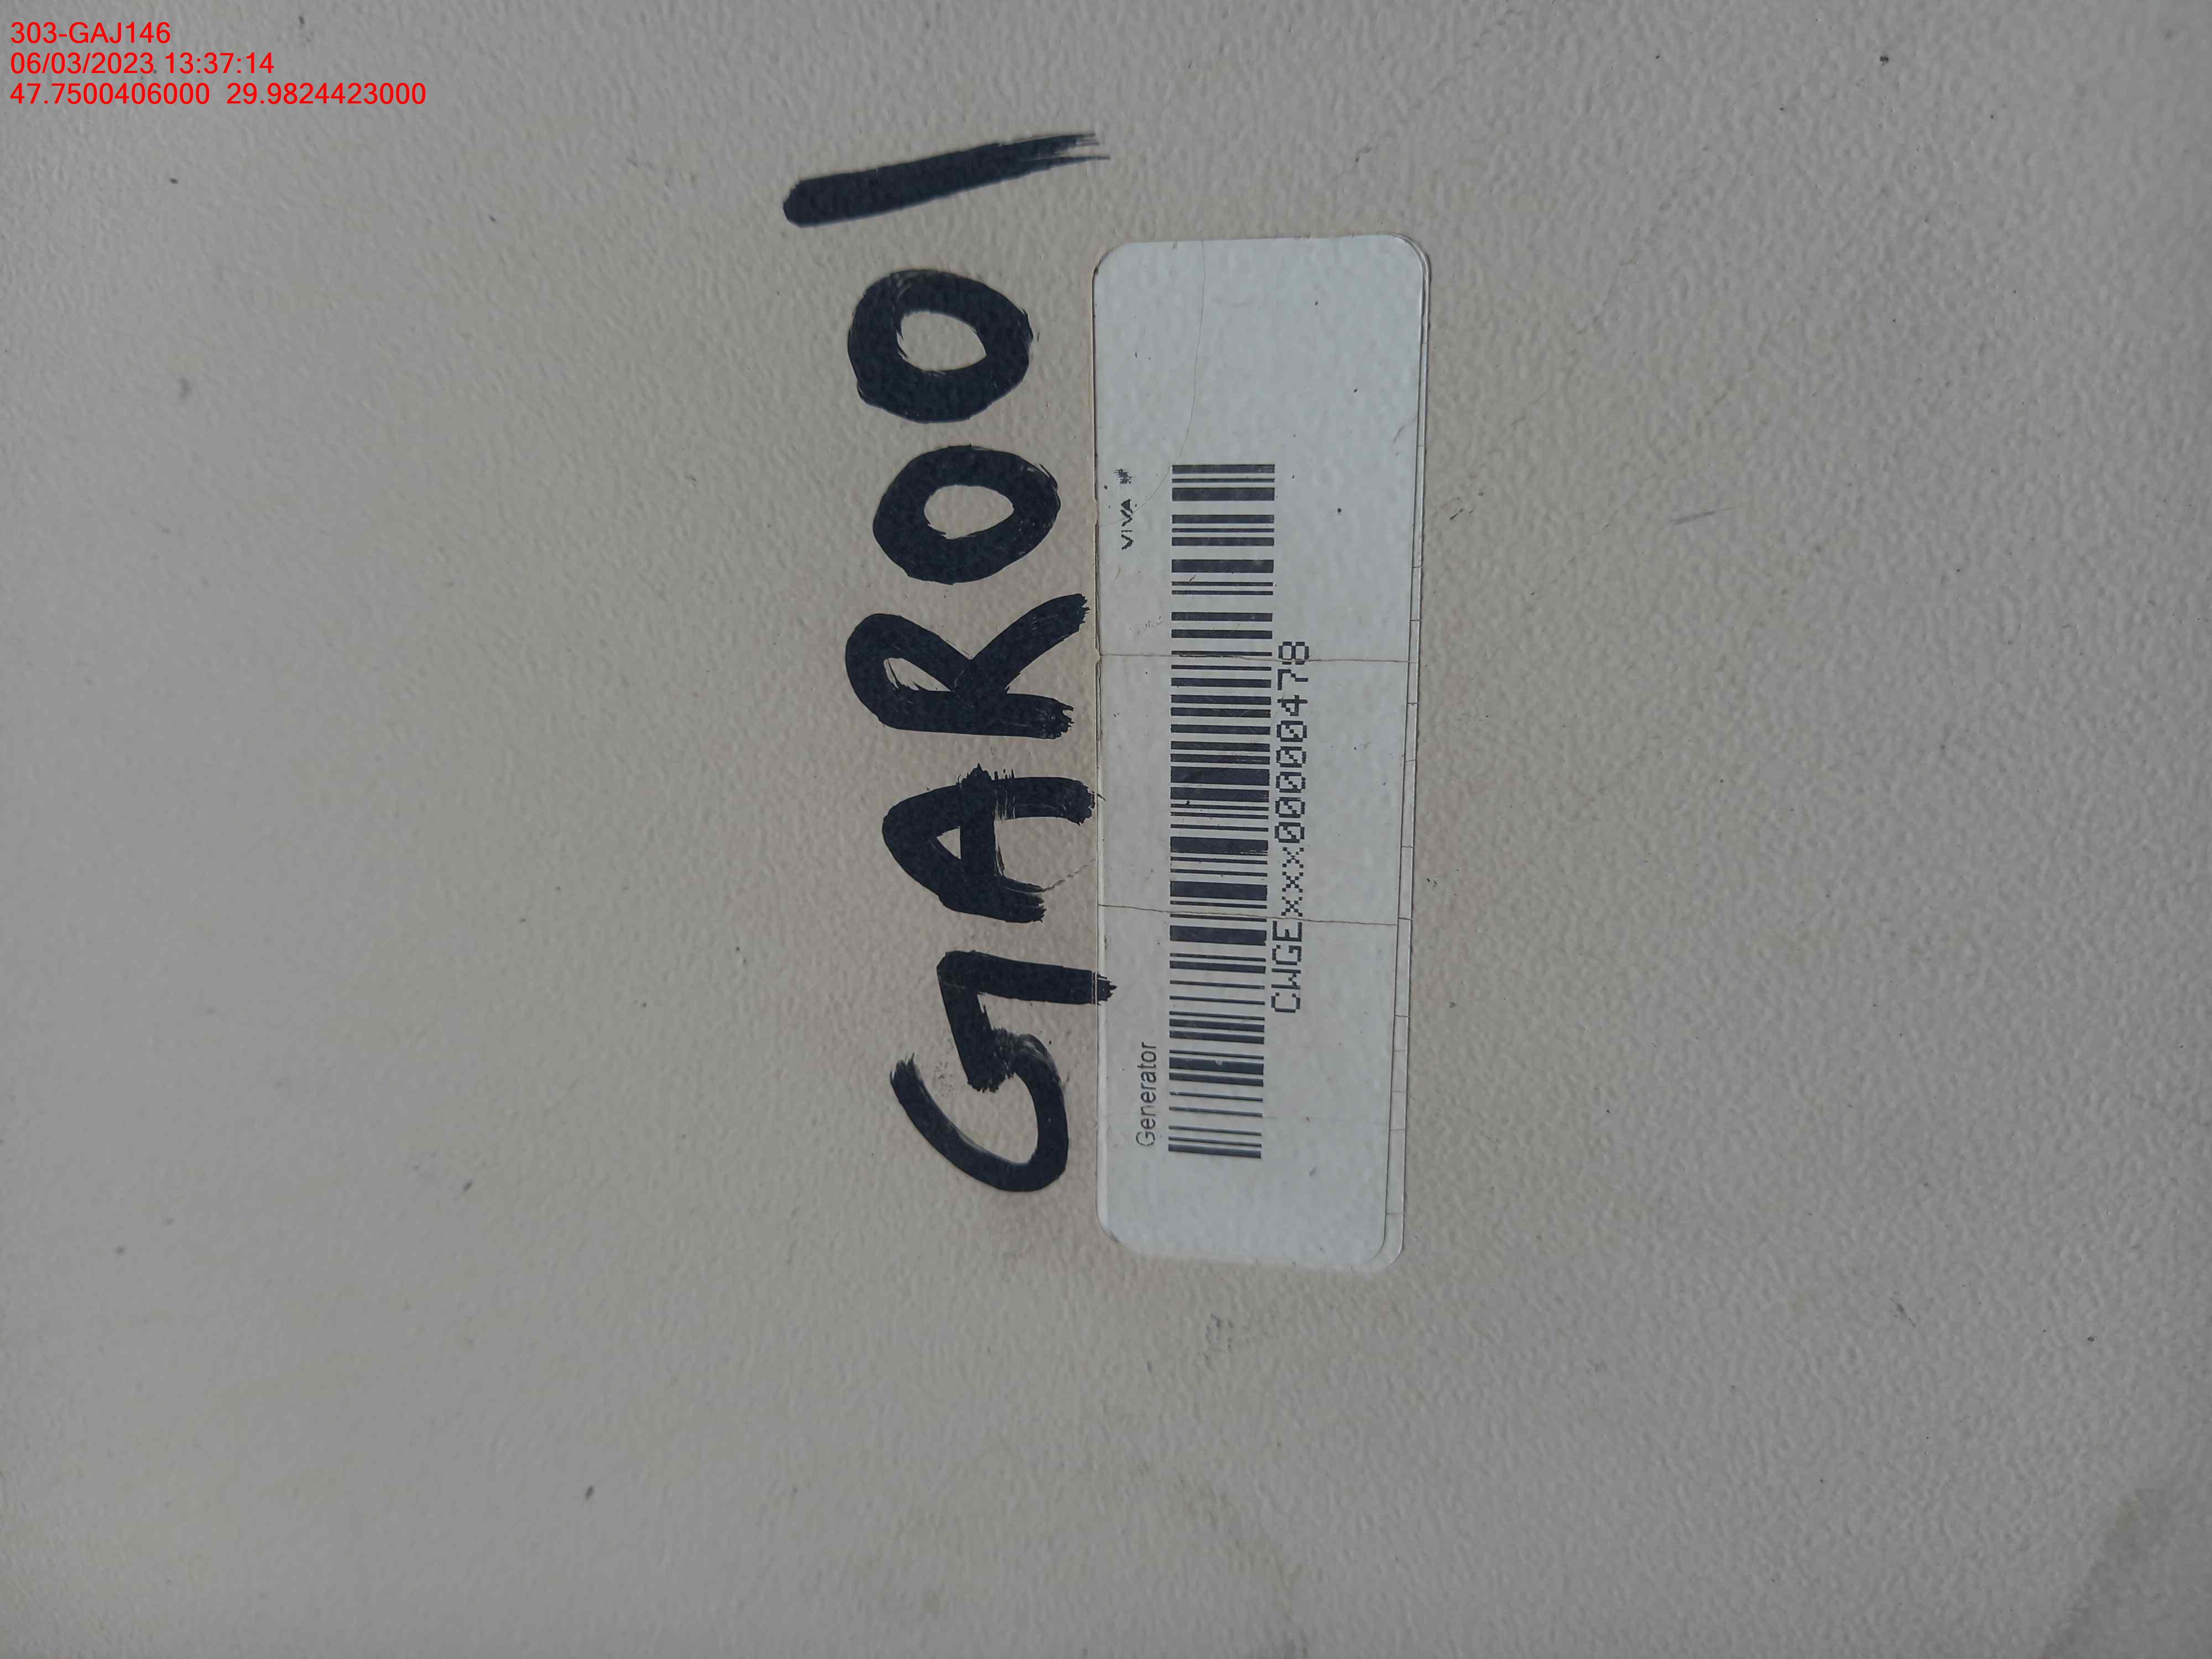 303-GAJ146
06/03/2023 13:37:14
47.7500406000 29.9824423000
GAR001
Generator VIVA
CWGExxx00000478